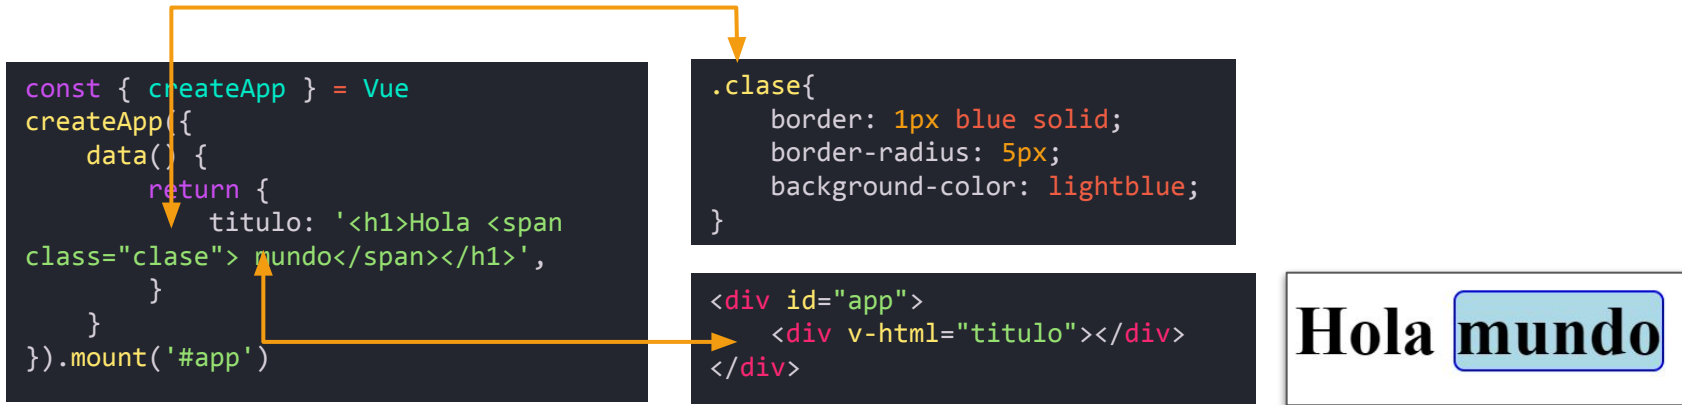 const { createApp } = Vue
createApp({
    data() {
        return {
            titulo: '<h1>Hola <span
class="clase"> mundo</span></h1>',
        }
    }
}).mount('#app')
.clase{
    border: 1px blue solid;
    border-radius: 5px;
    background-color: lightblue;
}
<div id="app">
    <div v-html="titulo"></div>
</div>
Hola mundo